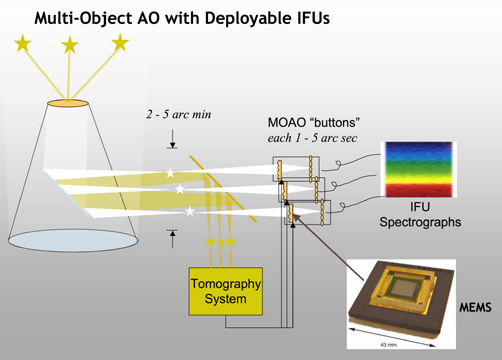 Multi-Object AO with Deployable IFUs
2 - 5 arc min
MOAO “buttons”
each 1 - 5 arc sec
IFU
Spectrographs
Tomography
System
MEMS
43 mm